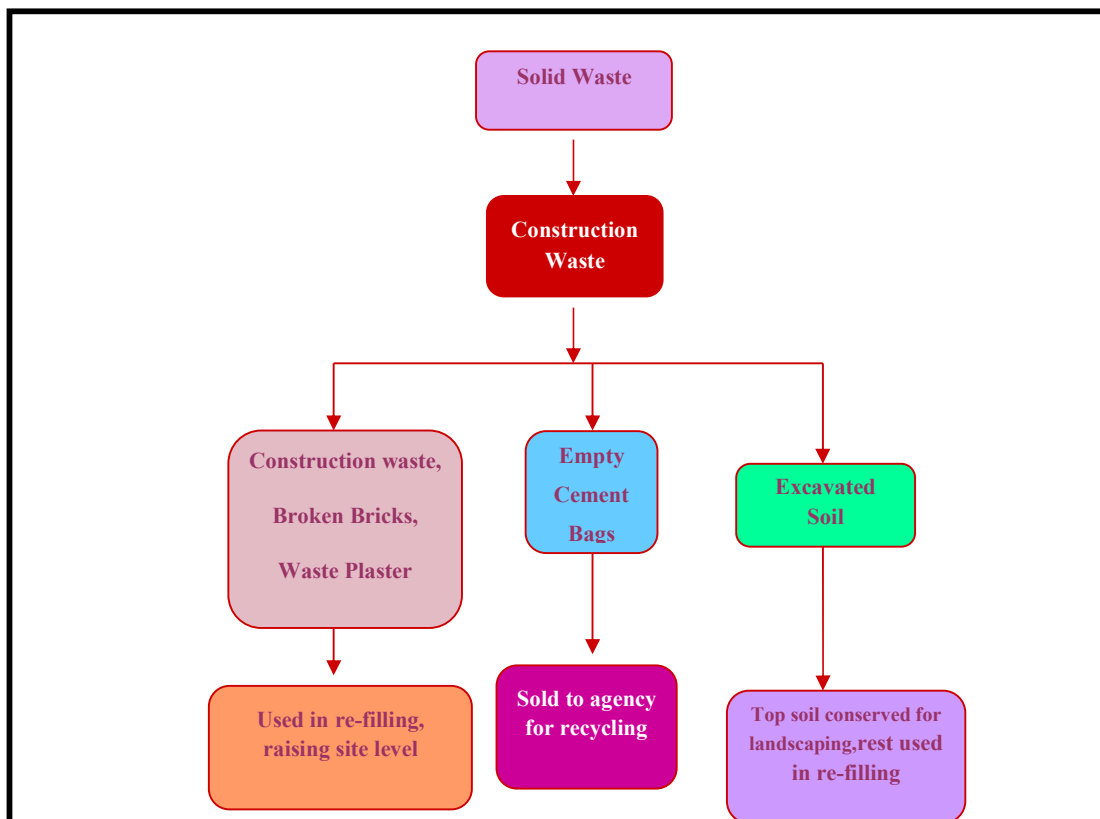 Solid Waste
Construction
Waste
Construction waste,
Broken Bricks,
Waste Plaster
Empty
Cement
Bags
Excavated
Soil
Used in re-filling,
raising site level
Sold to agency
for recycling
Top soil conserved for
landscaping,rest used
in re-filling